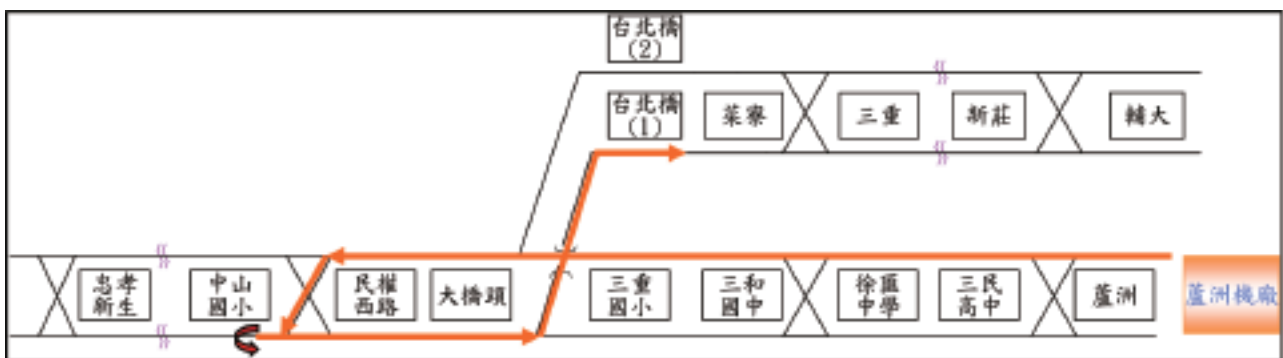 台北橋
(2)
台北橋
(1)
菜寮
三重
新莊
輔大
忠孝
新生
中山
國小
民權
西路
大橋頭
三重
國小
三和
國中
徐匯
中學
三民
高中
蘆洲
蘆洲機廠